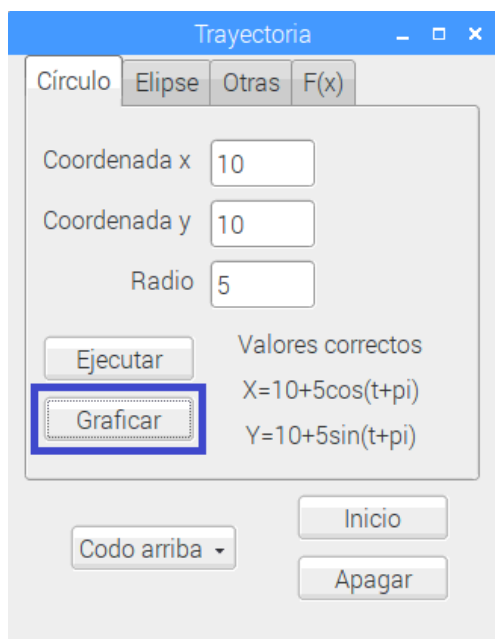 Trayectoria
Círculo Elipse Otras F(x)
Coordenada x 10
Coordenada y 10
Radio 5
Ejecutar
Valores correctos
X=10+5cos(t+pi)
Graficar
Y=10+5sin(t+pi)
Inicio
Codo arriba
Apagar